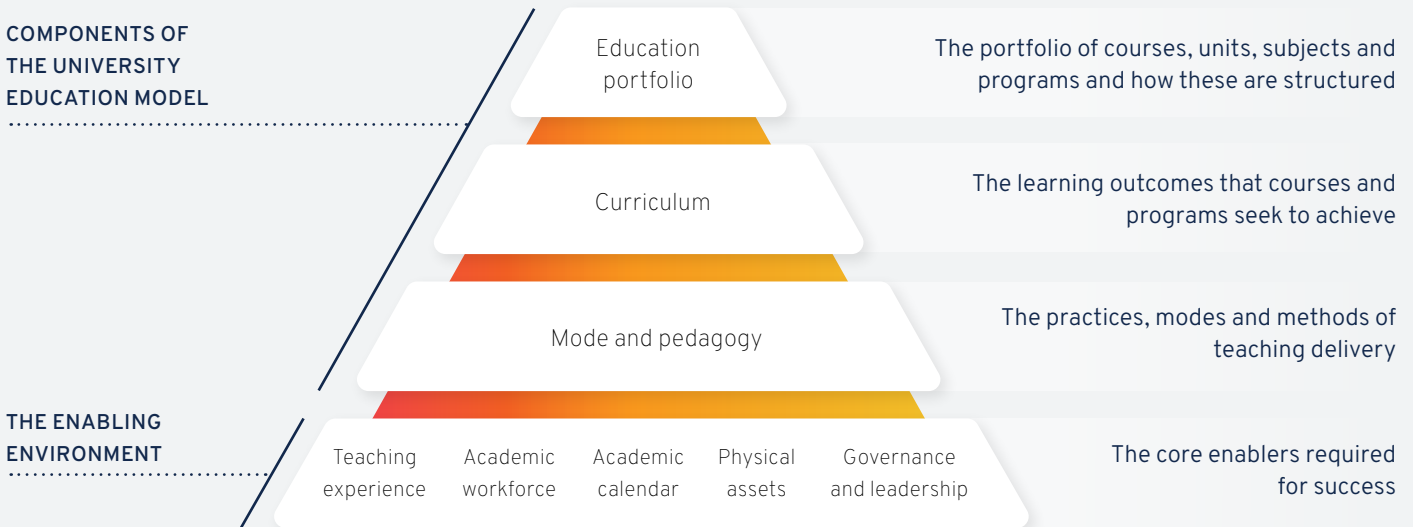 COMPONENTS OF
THE UNIVERSITY
EDUCATION MODEL
Education
portfolio
The portfolio of courses, units, subjects and
programs and how these are structured
Curriculum
The learning outcomes that courses and
programs seek to achieve
Mode and pedagogy
The practices, modes and methods of
teaching delivery
THE ENABLING
ENVIRONMENT
Teaching
experience
Academic
workforce
Academic
calendar
Physical
assets
Governance
and leadership
The core enablers required
for success